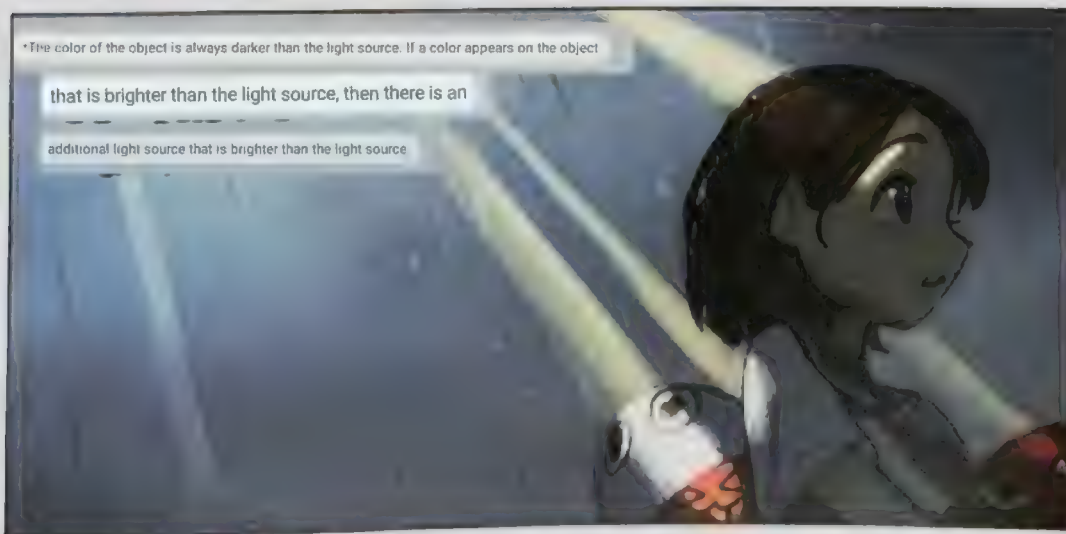 *The color of the object is always darker than the light source. If a color appears on the object
that is brighter than the light source, then there is an
additional light source that is brighter than the light source